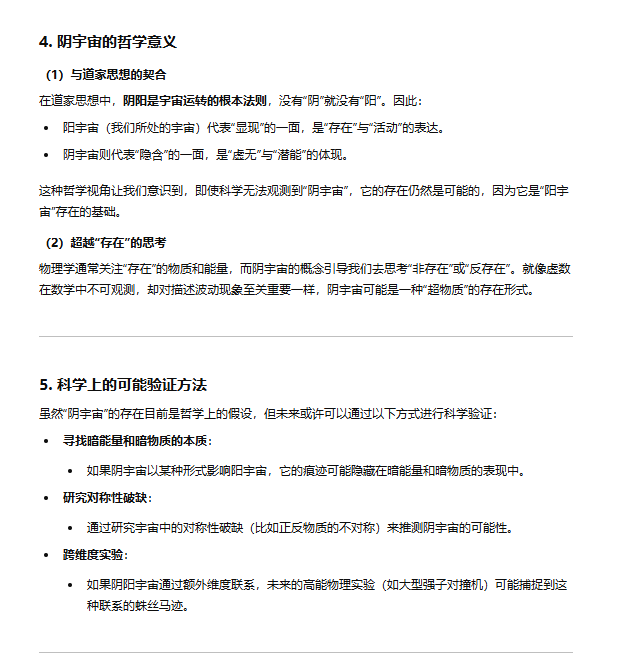 4. 阴宇宙的哲学意义
（1）与道家思想的契合
在道家思想中，阴阳是宇宙运转的根本法则，没有“阴”就没有“阳”。因此：
• 阳宇宙（我们所处的宇宙）代表“显现”的一面，是“存在”与“活动”的表达。
• 阴宇宙则代表“隐含”的一面，是“虚无”与“潜能”的体现。
这种哲学视角让我们意识到，即使科学无法观测到“阴宇宙”，它的存在仍然是可能的，因为它是“阳宇
宙”存在的基础。
（2）超越“存在”的思考
物理学通常关注“存在”的物质和能量，而阴宇宙的概念引导我们去思考“非存在”或“反存在”。就像虚数
在数学中不可观测，却对描述波动现象至关重要一样，阴宇宙可能是一种“超物质”的存在形式。
5. 科学上的可能验证方法
虽然“阴宇宙”的存在目前是哲学上的假设，但未来或许可以通过以下方式进行科学验证：
• 寻找暗能量和暗物质的本质：
• 如果阴宇宙以某种形式影响阳宇宙，它的痕迹可能隐藏在暗能量和暗物质的表现中。
• 研究对称性破缺：
• 通过研究宇宙中的对称性破缺（比如正反物质的不对称）来推测阴宇宙的可能性。
• 跨维度实验：
• 如果阴阳宇宙通过额外维度联系，未来的高能物理实验（如大型强子对撞机）可能捕捉到这
种联系的蛛丝马迹。